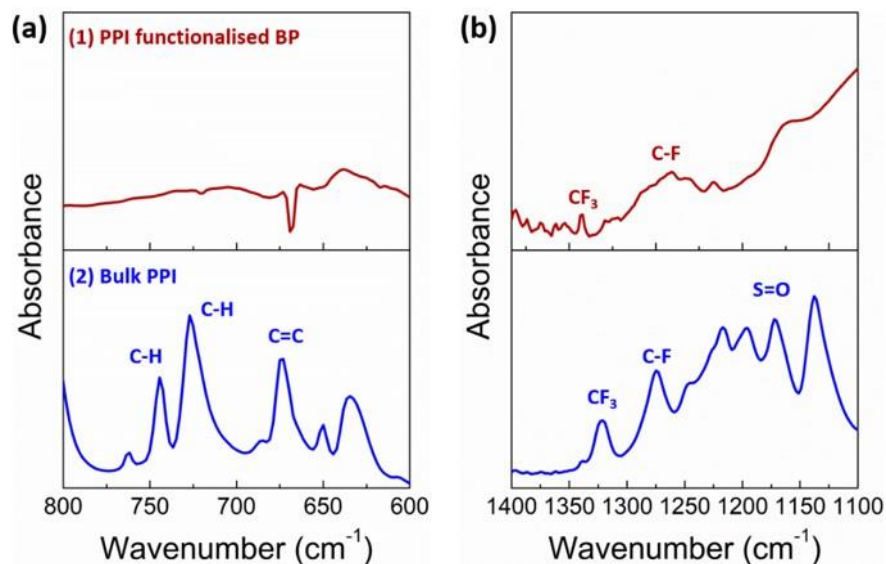 (a)
(1) PPI functionalised BP
Absorbance
(2) Bulk PPI
C-H
C-H
C=C
800 750 700 650 600
Wavenumber (cm⁻¹)
(b)
C-F
CF₃
Absorbance
S=O
C-F
CF₃
1400 1350 1300 1250 1200 1150 1100
Wavenumber (cm⁻¹)